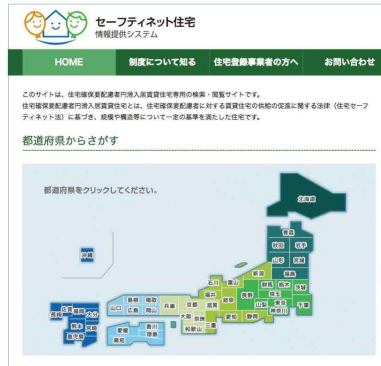 セーフティネット住宅
情報提供システム
HOME
制度について知る
住宅登録事業者の方へ
お問い合わせ
このサイトは、住宅確保要配慮者円滑入居賃貸住宅専用の検索・閲覧サイトです。
住宅確保要配慮者円滑入居賃貸住宅とは、住宅確保要配慮者に対する賃貸住宅の供給の促進に関する法律（住宅セーフ
ティネット法）に基づき、規模や構造等について一定の基準を満たした住宅です。
都道府県からさがす
都道府県をクリックしてください。
北海道
青森
秋田 岩手
山形 宮城
福島
沖縄
新潟
石川 富山
群馬 栃木
茨城
福井
長野
埼玉
岐阜
山梨
東京
千葉
神奈川
島根 鳥取
兵庫
京都
滋賀
愛知
静岡
山口
広島 岡山
大阪
奈良
三重
和歌山
佐賀 福岡
大分
長崎
熊本
宮崎
鹿児島
愛媛
香川
徳島
高知